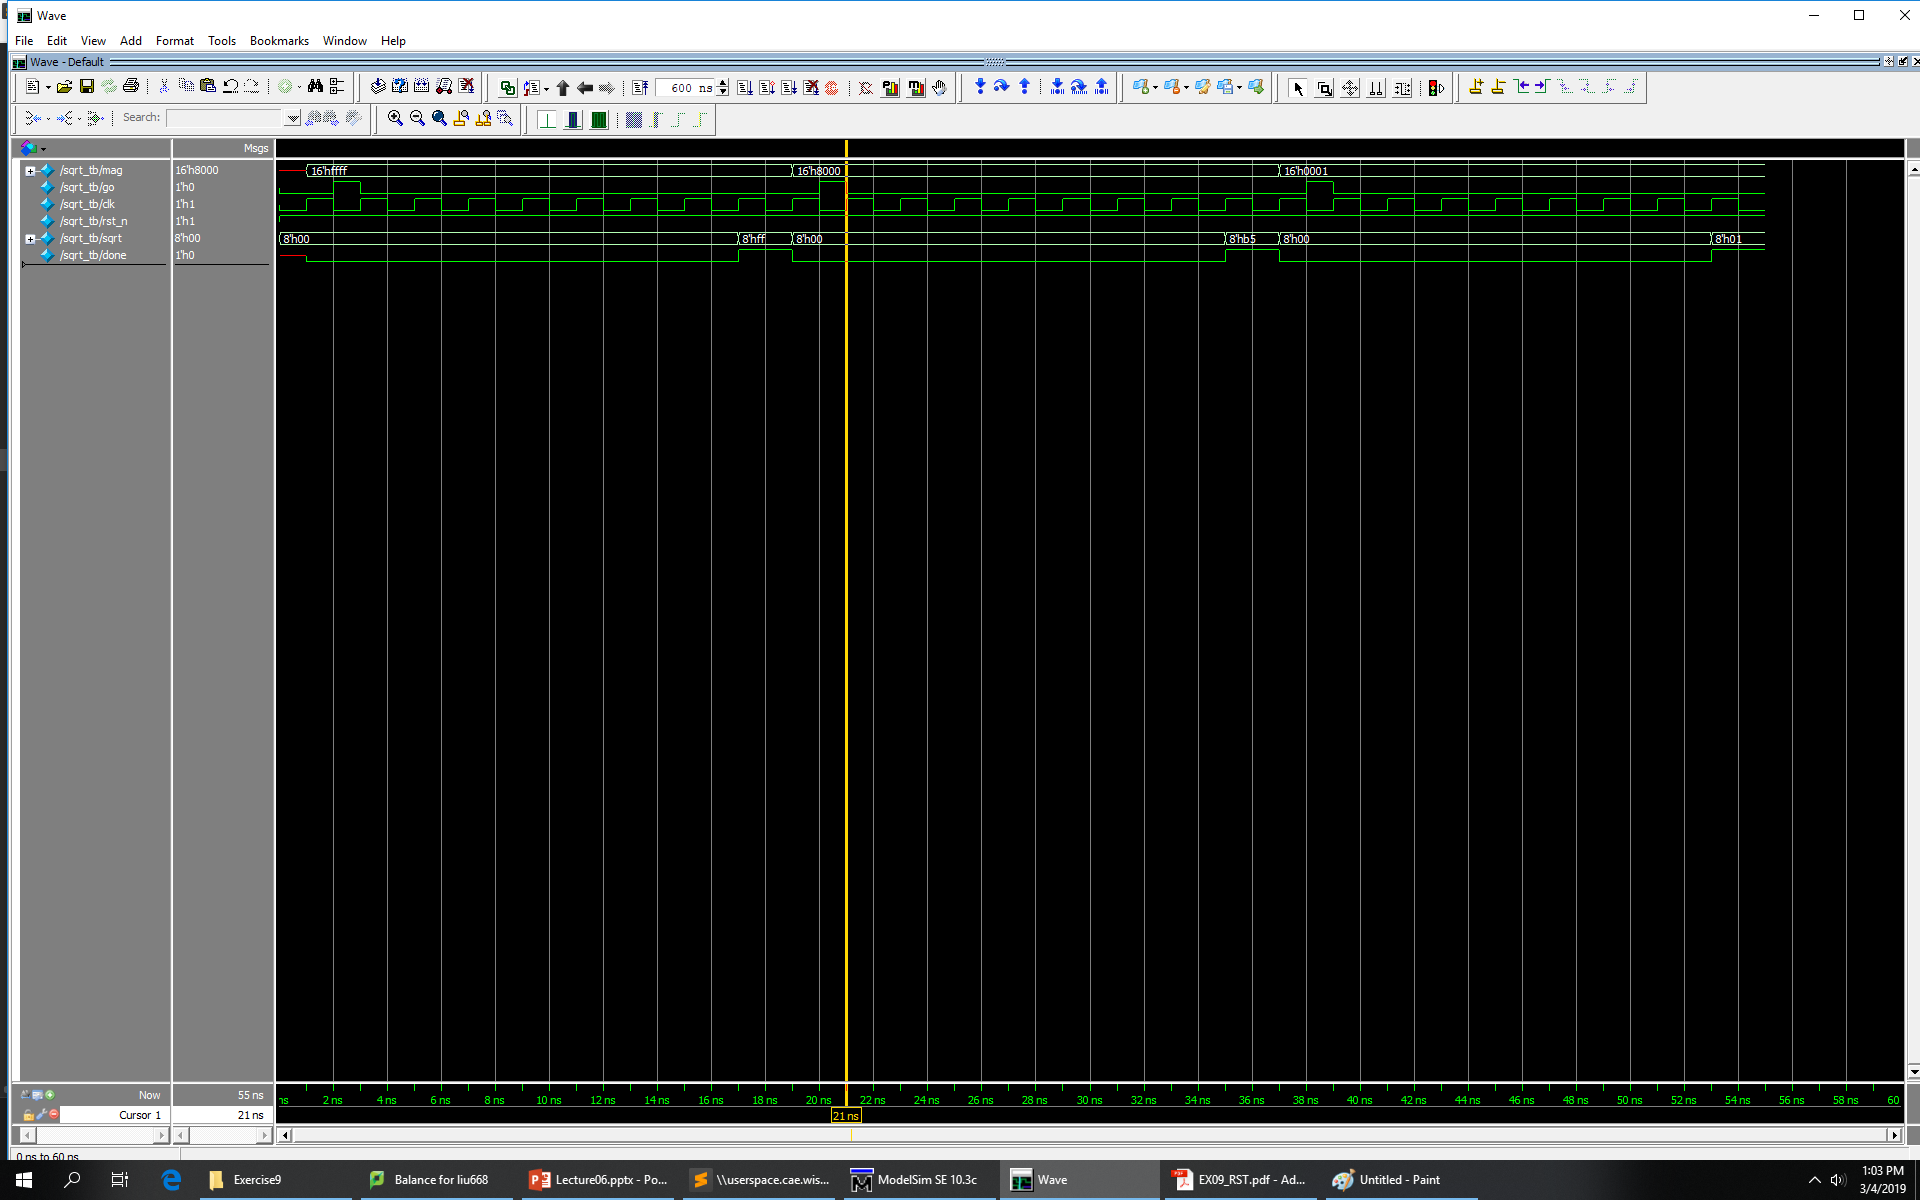 Wave
File Edit View Add Format Tools Bookmarks Window Help
Wave - Default
600 ns
Search:
Msgs
/sqrt_tb/mag 16'h8000 16'hffff 16'h8000 16'h0001
/sqrt_tb/go 1'h0
/sqrt_tb/clk 1'h1
/sqrt_tb/rst_n 1'h1
/sqrt_tb/sqrt 8'h00 8'h00 8'hff 8'h00 8'hb5 8'h00 8'h01
/sqrt_tb/done 1'h0
Now 55 ns
ns 2 ns 4 ns 6 ns 8 ns 10 ns 12 ns 14 ns 16 ns 18 ns 20 ns 22 ns 24 ns 26 ns 28 ns 30 ns 32 ns 34 ns 36 ns 38 ns 40 ns 42 ns 44 ns 46 ns 48 ns 50 ns 52 ns 54 ns 56 ns 58 ns 60
Cursor 1 21 ns 21 ns
0 ns to 60 ns
Exercise9 Balance for liu668 Lecture06.pptx - Po... \\userspace.cae.wis... ModelSim SE 10.3c Wave EX09_RST.pdf - Ad... Untitled - Paint
1:03 PM
3/4/2019